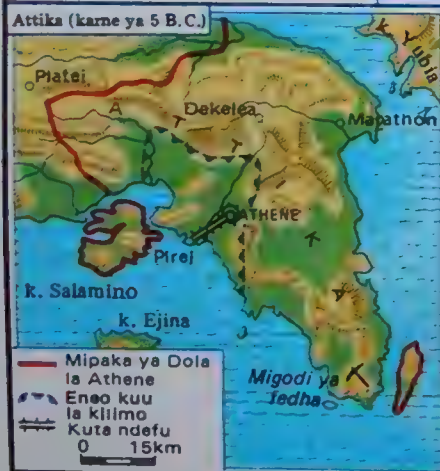 Attika (karne ya 5 B.C.)
k. Yubia
Platei
Dekelea
Marathon
A T T I K A
ATHENE
Pirei
k. Salamino
k. Ejina
Migodi ya
fedha
Mipaka ya Dola
la Athene
Eneo kuu
la kilimo
Kuta ndefu
0 15km